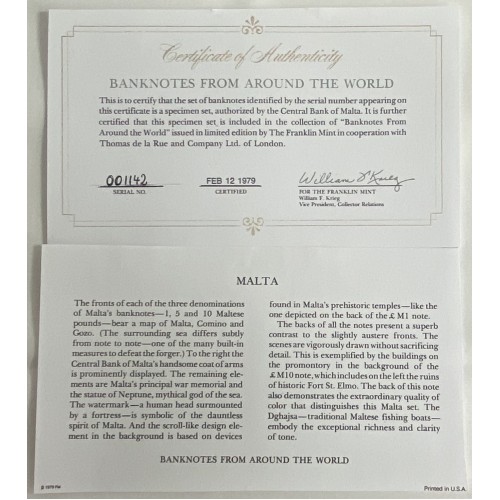 Certificate of Authenticity
BANKNOTES FROM AROUND THE WORLD
This is to certify that the set of banknotes identified by the serial number appearing on
this certificate is a specimen set, authorized by the Central Bank of Malta. It is further
certified that this specimen set, is included in the collection of “Banknotes From
Around the World” issued in limited edition by The Franklin Mint in cooperation with
Thomas de la Rue and Company Ltd. of London.
001142 FEB 12 1979 William F. Krieg
SERIAL NO. CERTIFIED FOR THE FRANKLIN MINT
William F. Krieg
Vice President, Collector Relations
MALTA
The fronts of each of the three denominations
of Malta's banknotes—1, 5 and 10 Maltese
pounds—bear a map of Malta, Comino and
Gozo. (The surrounding sea differs subtly
from note to note—one of the many built-in
measures to defeat the forger.) To the right the
Central Bank of Malta's handsome coat of arms
is prominently displayed. The remaining ele-
ments are Malta's principal war memorial and
the statue of Neptune, mythical god of the sea.
The watermark—a human head surmounted
by a fortress—is symbolic of the dauntless
spirit of Malta. And the scroll-like design ele-
ment in the background is based on devices
found in Malta's prehistoric temples—like the
one depicted on the back of the £M1 note.
The backs of all the notes present a superb
contrast to the slightly austere fronts. The
scenes are vigorously drawn without sacrificing
detail. This is exemplified by the buildings on
the promontory in the background of the
£M10 note, which includes on the left the ruins
of historic Fort St. Elmo. The back of this note
also demonstrates the extraordinary quality of
color that distinguishes this Malta set. The
Dghajsa—traditional Maltese fishing boats—
embody the exceptional richness and clarity
of tone.
BANKNOTES FROM AROUND THE WORLD
© 1979 FM Printed in U.S.A.